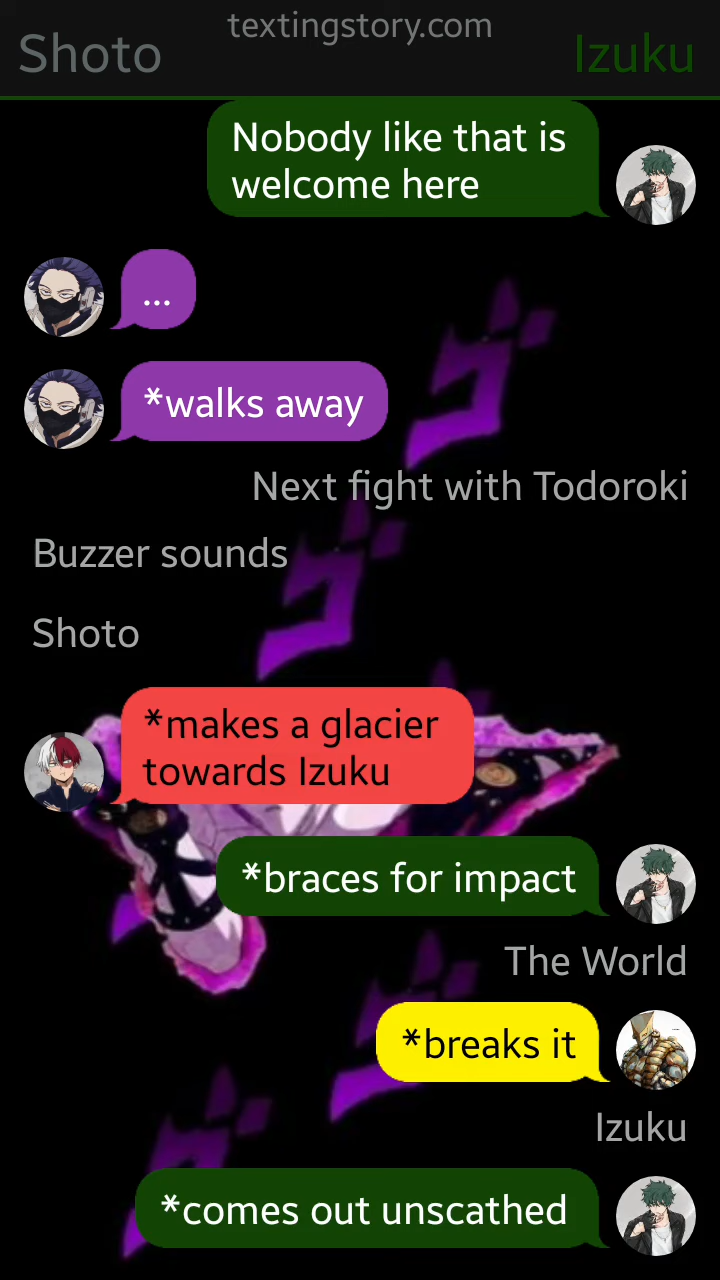 textingstory.com
Shoto
Izuku
Nobody like that is
welcome here
...
*walks away
Next fight with Todoroki
Buzzer sounds
Shoto
*makes a glacier
towards Izuku
*braces for impact
The World
*breaks it
Izuku
*comes out unscathed